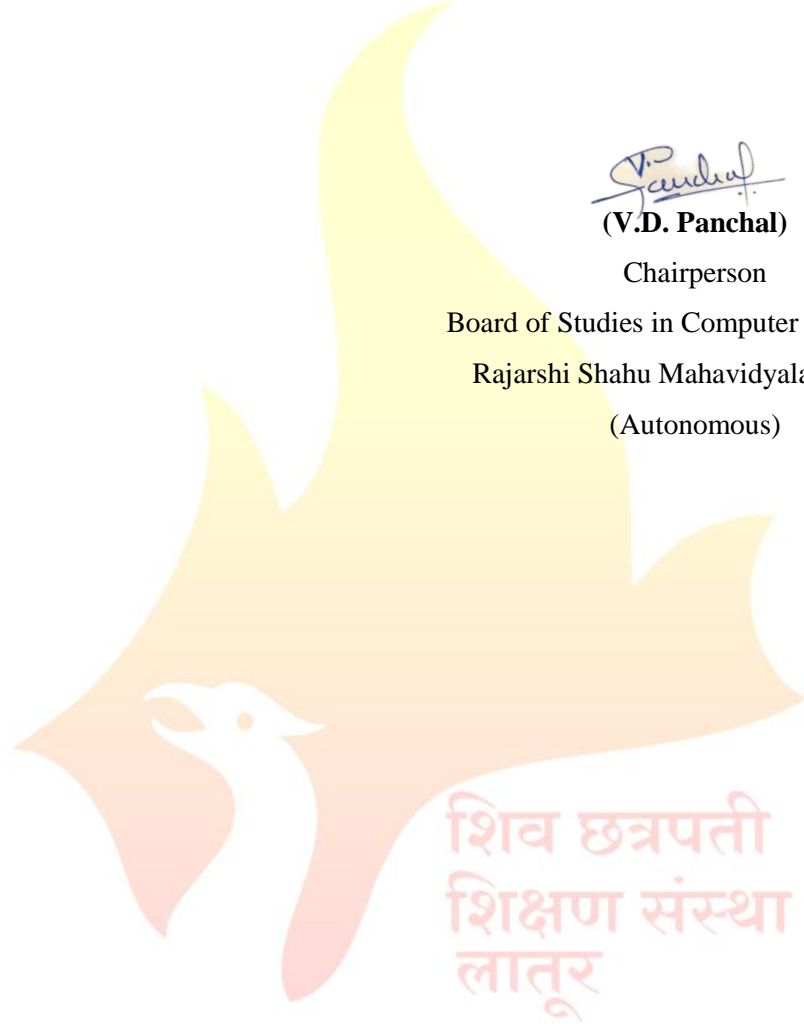 (V.D. Panchal)
Chairperson
Board of Studies in Computer
Rajarshi Shahu Mahavidyala
(Autonomous)
शिव छत्रपती
शिक्षण संस्था
लातूर